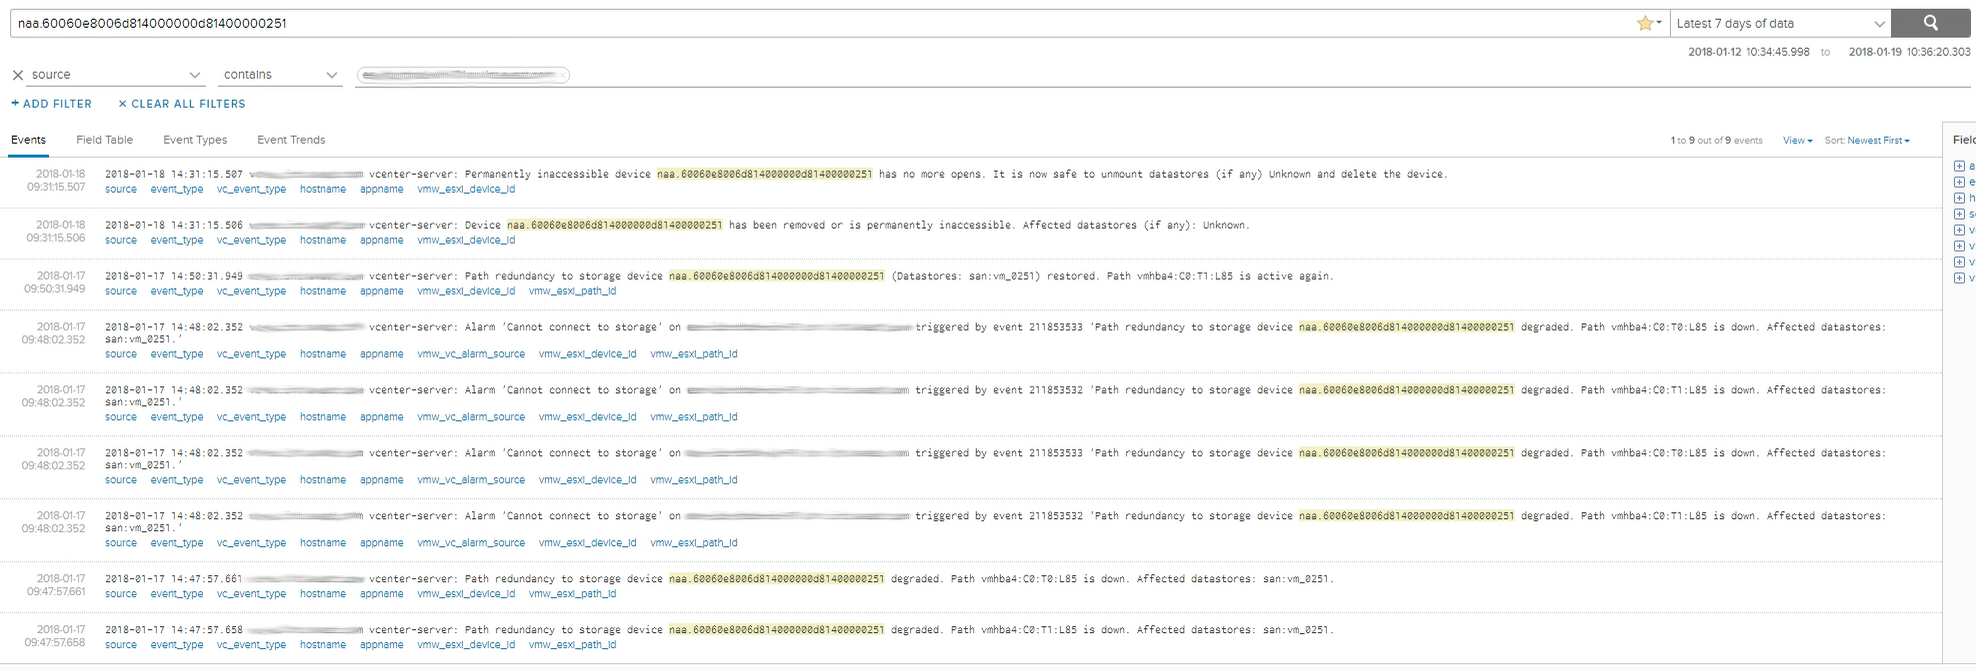 naa.60060e8006d814000000d81400000251
Latest 7 days of data
2018-01-12 10:34:45.998 to 2018-01-19 10:36:20.303
source contains
+ ADD FILTER × CLEAR ALL FILTERS
Events Field Table Event Types Event Trends 1 to 9 out of 9 events View Sort: Newest First
Fiel
a
e
h
s
v
v
v
v
2018-01-18 09:31:15.507
2018-01-18 14:31:15.507 vcenter-server: Permanently inaccessible device naa.60060e8006d814000000d81400000251 has no more opens. It is now safe to unmount datastores (if any) Unknown and delete the device.
source event_type vc_event_type hostname appname vmw_esxi_device_id
2018-01-18 09:31:15.506
2018-01-18 14:31:15.506 vcenter-server: Device naa.60060e8006d814000000d81400000251 has been removed or is permanently inaccessible. Affected datastores (if any): Unknown.
source event_type vc_event_type hostname appname vmw_esxi_device_id
2018-01-17 09:50:31.949
2018-01-17 14:50:31.949 vcenter-server: Path redundancy to storage device naa.60060e8006d814000000d81400000251 (Datastores: san:vm_0251) restored. Path vmhba4:C0:T1:L85 is active again.
source event_type vc_event_type hostname appname vmw_esxi_device_id vmw_esxi_path_id
2018-01-17 09:48:02.352
2018-01-17 14:48:02.352 vcenter-server: Alarm 'Cannot connect to storage' on m triggered by event 211853533 'Path redundancy to storage device naa.60060e8006d814000000d81400000251 degraded. Path vmhba4:C0:T0:L85 is down. Affected datastores:
san:vm_0251.'
source event_type vc_event_type hostname appname vmw_vc_alarm_source vmw_esxi_device_id vmw_esxi_path_id
2018-01-17 09:48:02.352
2018-01-17 14:48:02.352 vcenter-server: Alarm 'Cannot connect to storage' on m triggered by event 211853532 'Path redundancy to storage device naa.60060e8006d814000000d81400000251 degraded. Path vmhba4:C0:T1:L85 is down. Affected datastores:
san:vm_0251.'
source event_type vc_event_type hostname appname vmw_vc_alarm_source vmw_esxi_device_id vmw_esxi_path_id
2018-01-17 09:48:02.352
2018-01-17 14:48:02.352 vcenter-server: Alarm 'Cannot connect to storage' on m triggered by event 211853533 'Path redundancy to storage device naa.60060e8006d814000000d81400000251 degraded. Path vmhba4:C0:T0:L85 is down. Affected datastores:
san:vm_0251.'
source event_type vc_event_type hostname appname vmw_vc_alarm_source vmw_esxi_device_id vmw_esxi_path_id
2018-01-17 09:48:02.352
2018-01-17 14:48:02.352 vcenter-server: Alarm 'Cannot connect to storage' on m triggered by event 211853532 'Path redundancy to storage device naa.60060e8006d814000000d81400000251 degraded. Path vmhba4:C0:T1:L85 is down. Affected datastores:
san:vm_0251.'
source event_type vc_event_type hostname appname vmw_vc_alarm_source vmw_esxi_device_id vmw_esxi_path_id
2018-01-17 09:47:57.661
2018-01-17 14:47:57.661 vcenter-server: Path redundancy to storage device naa.60060e8006d814000000d81400000251 degraded. Path vmhba4:C0:T0:L85 is down. Affected datastores: san:vm_0251.
source event_type vc_event_type hostname appname vmw_esxi_device_id vmw_esxi_path_id
2018-01-17 09:47:57.658
2018-01-17 14:47:57.658 vcenter-server: Path redundancy to storage device naa.60060e8006d814000000d81400000251 degraded. Path vmhba4:C0:T1:L85 is down. Affected datastores: san:vm_0251.
source event_type vc_event_type hostname appname vmw_esxi_device_id vmw_esxi_path_id